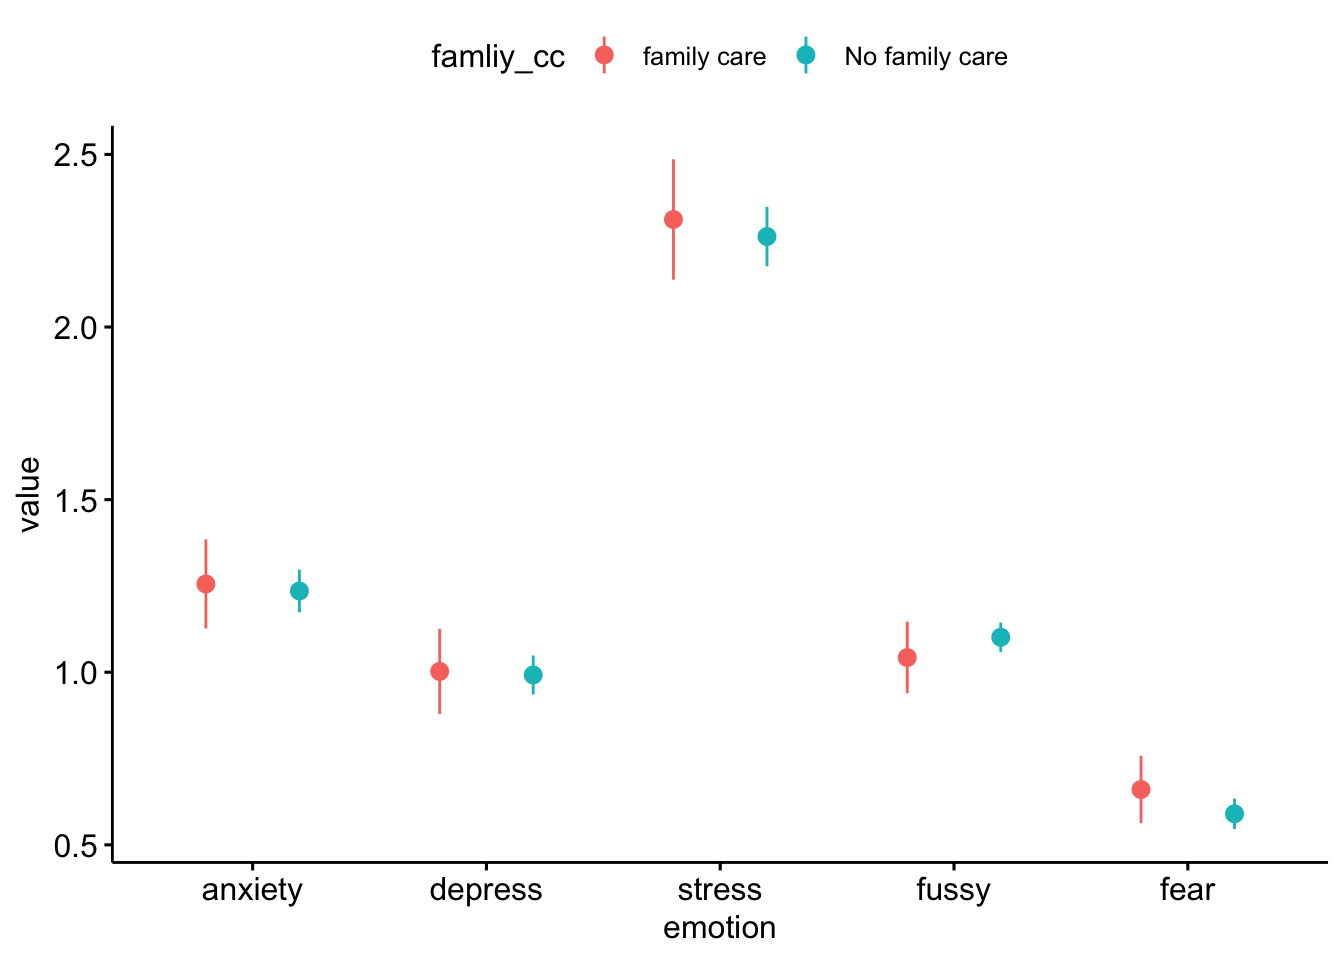 famliy_cc family care No family care
2.5
2.0
1.5
1.0
0.5
value
anxiety depress stress fussy fear
emotion